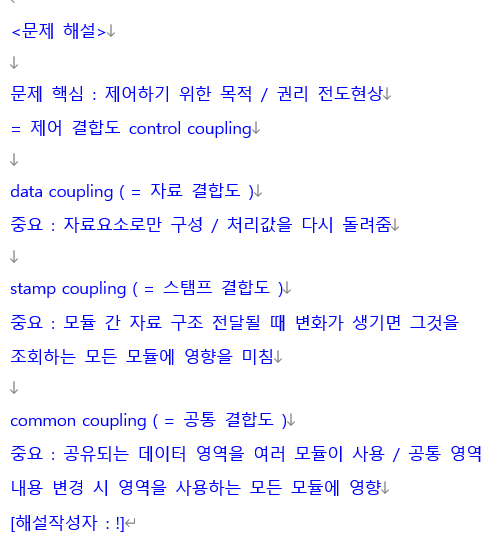 <문제 해설>↓
↓
문제 핵심 : 제어하기 위한 목적 / 권리 전도현상↓
= 제어 결합도 control coupling↓
↓
data coupling ( = 자료 결합도 )↓
중요 : 자료요소로만 구성 / 처리값을 다시 돌려줌↓
↓
stamp coupling ( = 스탬프 결합도 )↓
중요 : 모듈 간 자료 구조 전달될 때 변화가 생기면 그것을
조회하는 모든 모듈에 영향을 미침↓
↓
common coupling ( = 공통 결합도 )↓
중요 : 공유되는 데이터 영역을 여러 모듈이 사용 / 공통 영역
내용 변경 시 영역을 사용하는 모든 모듈에 영향↓
[해설작성자 : !]↵